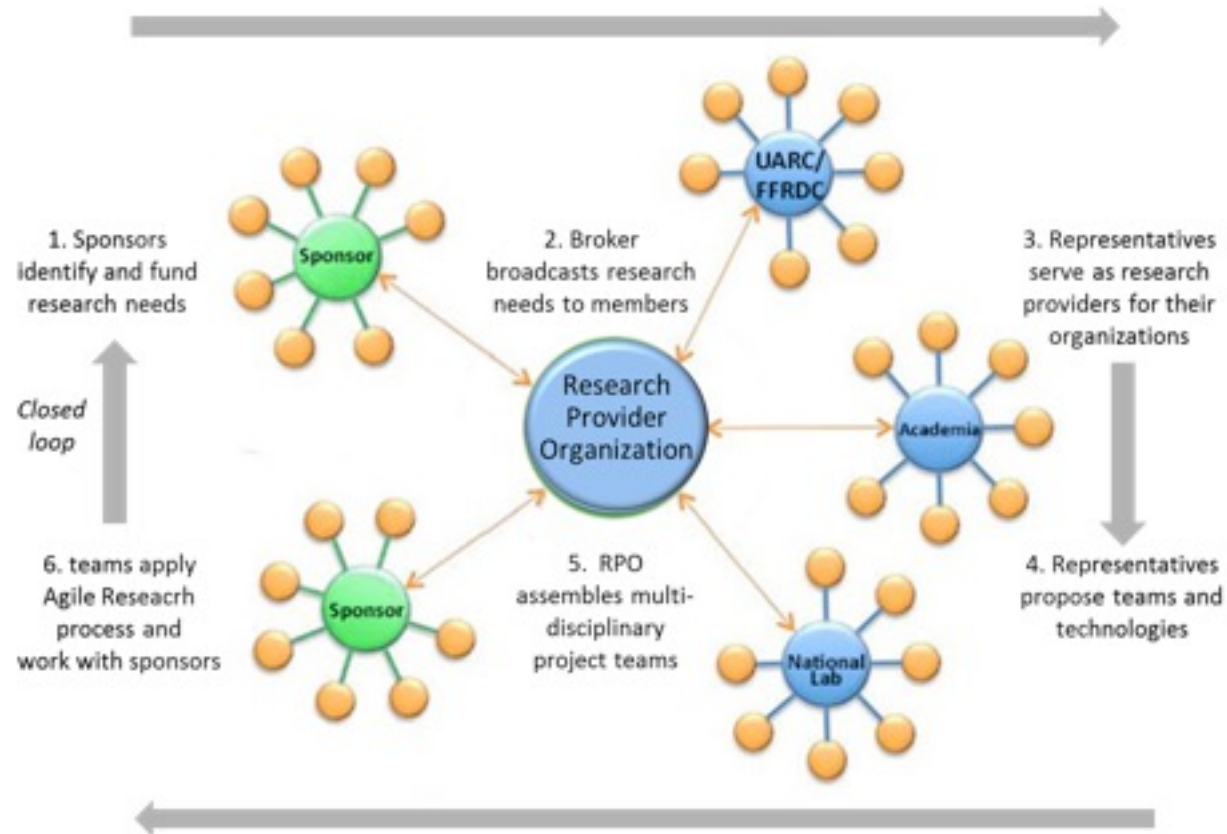 1. Sponsors
identify and fund
research needs
2. Broker
broadcasts research
needs to members
3. Representatives
serve as research
providers for their
organizations
Sponsor
UARC/
FFRDC
Research
Provider
Organization
Academia
Closed
loop
Sponsor
National
Lab
6. teams apply
Agile Reseacrh
process and
work with sponsors
5. RPO
assembles multi-
disciplinary
project teams
4. Representatives
propose teams and
technologies